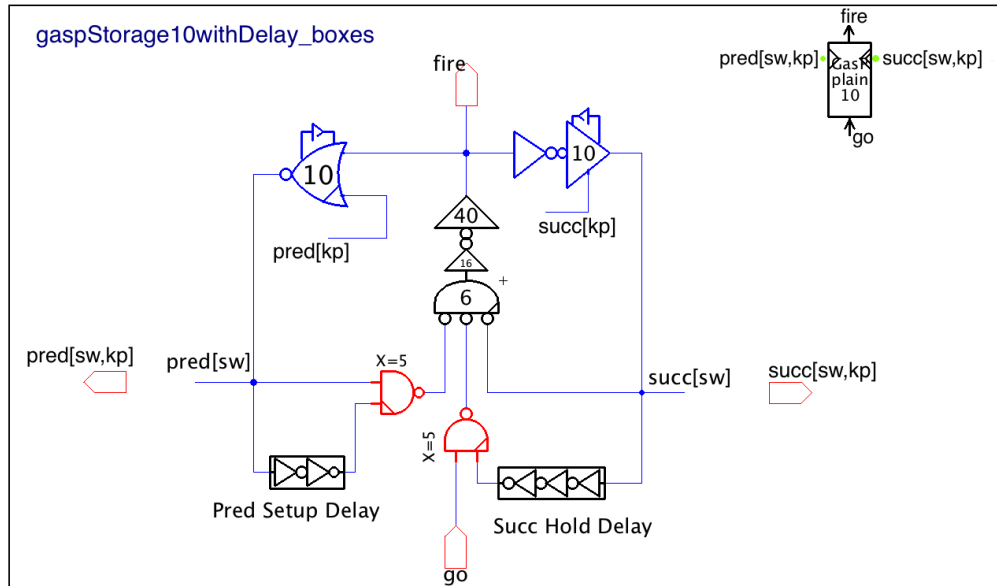 gaspStorage10withDelay_boxes
fire
fire
pred[sw,kp]
succ[sw,kp]
GasP
plain
10
go
10
10
pred[kp]
succ[kp]
40
16
+
6
pred[sw,kp]
pred[sw]
X=5
succ[sw]
succ[sw,kp]
X=5
Pred Setup Delay
Succ Hold Delay
go